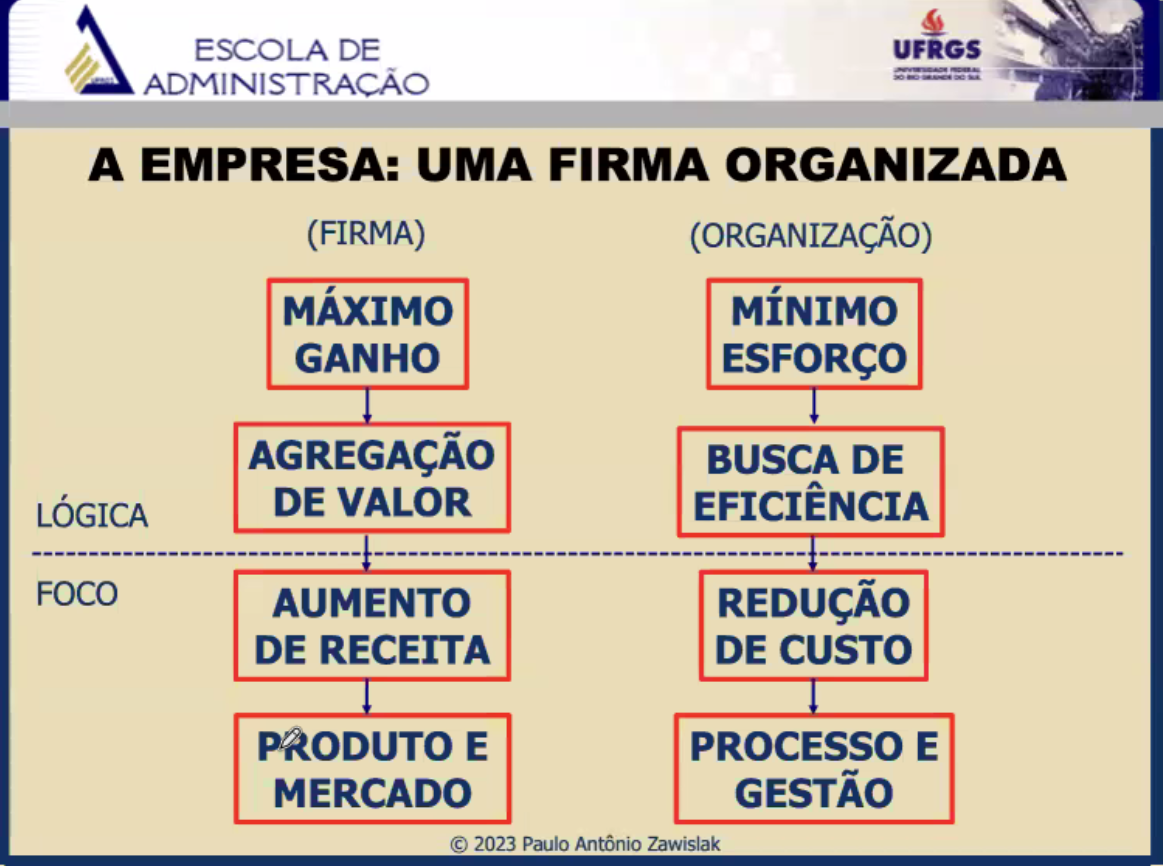 ESCOLA DE
ADMINISTRAÇÃO
UFRGS
UNIVERSIDADE FEDERAL
DO RIO GRANDE DO SUL
A EMPRESA: UMA FIRMA ORGANIZADA
(FIRMA)
(ORGANIZAÇÃO)
MÁXIMO
GANHO
MÍNIMO
ESFORÇO
AGREGAÇÃO
DE VALOR
BUSCA DE
EFICIÊNCIA
LÓGICA
FOCO
AUMENTO
DE RECEITA
REDUÇÃO
DE CUSTO
PRODUTO E
MERCADO
PROCESSO E
GESTÃO
© 2023 Paulo Antônio Zawislak